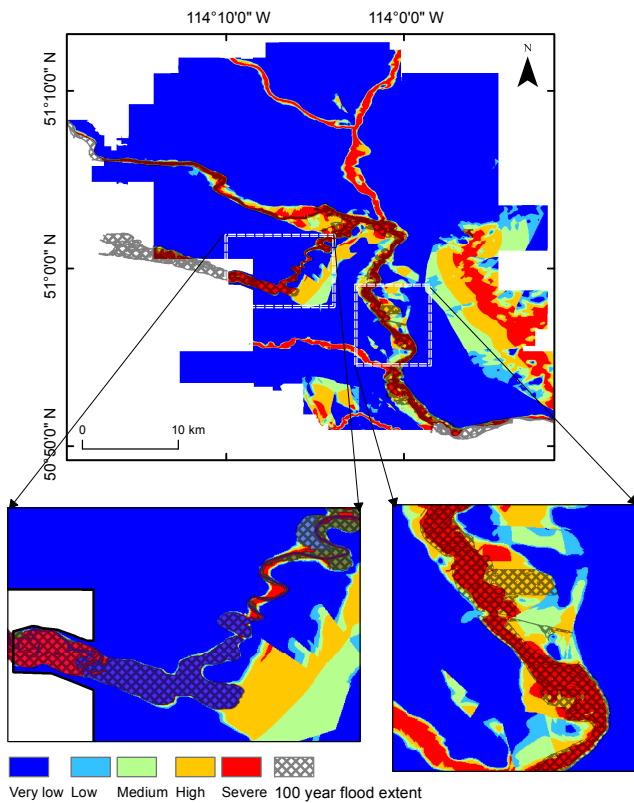 114°10'0" W 114°0'0" W
N
51°10'0" N
51°0'0" N
50°50'0" N
0 10 km
Very low Low Medium High Severe 100 year flood extent